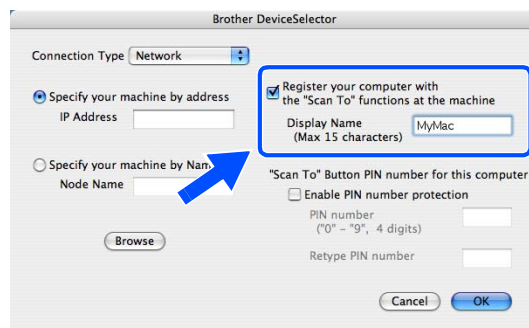 Brother DeviceSelector
Connection Type Network
Specify your machine by address
IP Address
Specify your machine by Name
Node Name
Browse
Register your computer with
the "Scan To" functions at the machine
Display Name MyMac
(Max 15 characters)
"Scan To" Button PIN number for this computer
Enable PIN number protection
PIN number
("0" - "9", 4 digits)
Retype PIN number
Cancel OK